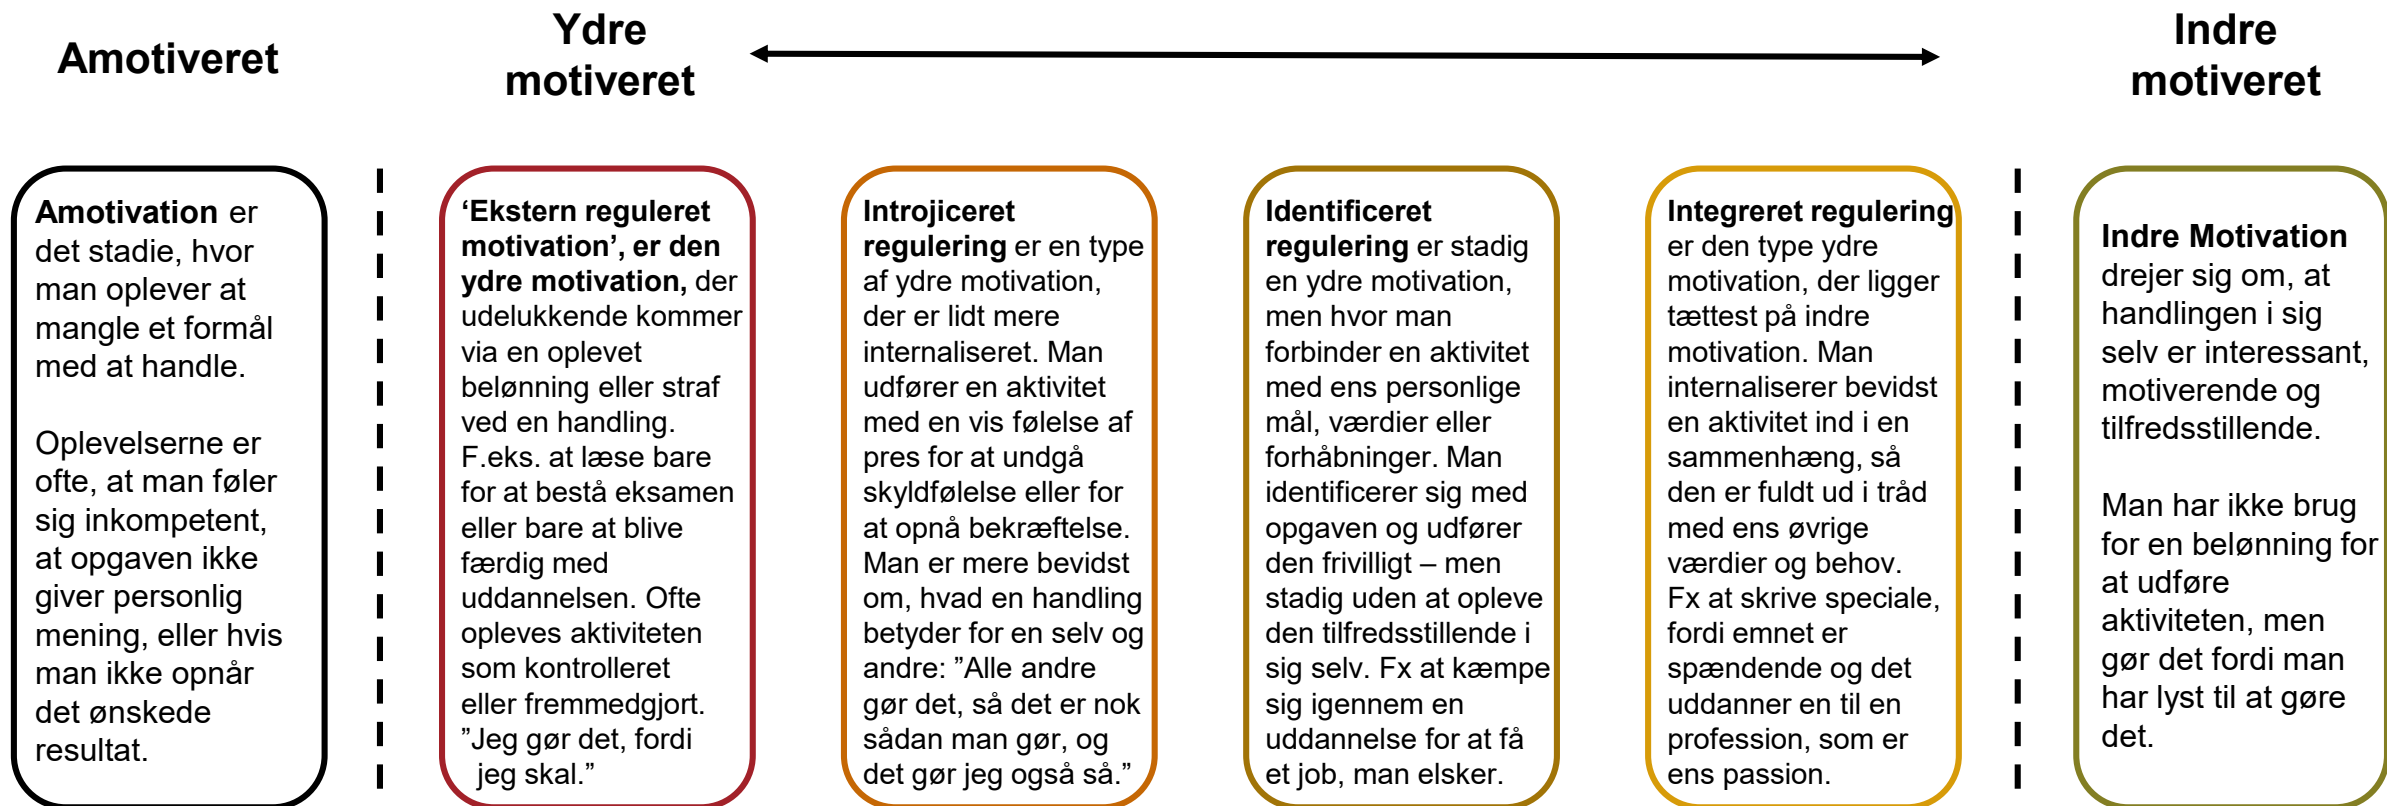 Amotiveret
Ydre
motiveret
Indre
motiveret
Amotivation er
det stadie, hvor
man oplever at
mangle et formål
med at handle.
Oplevelserne er
ofte, at man føler
sig inkompetent,
at opgaven ikke
giver personlig
mening, eller hvis
man ikke opnår
det ønskede
resultat.
‘Ekstern reguleret
motivation’, er den
ydre motivation, der
udelukkende kommer
via en oplevet
belønning eller straf
ved en handling.
F.eks. at læse bare
for at bestå eksamen
eller bare at blive
færdig med
uddannelsen. Ofte
opleves aktiviteten
som kontrolleret
eller fremmedgjort.
”Jeg gør det, fordi
jeg skal.”
Introjiceret
regulering er en type
af ydre motivation,
der er lidt mere
internaliseret. Man
udfører en aktivitet
med en vis følelse af
pres for at undgå
skyldfølelse eller for
at opnå bekræftelse.
Man er mere bevidst
om, hvad en handling
betyder for en selv og
andre: ”Alle andre
gør det, så det er nok
sådan man gør, og
det gør jeg også så.”
Identificeret
regulering er stadig
en ydre motivation,
men hvor man
forbinder en aktivitet
med ens personlige
mål, værdier eller
forhåbninger. Man
identificerer sig med
opgaven og udfører
den frivilligt – men
stadig uden at opleve
den tilfredsstillende i
sig selv. Fx at kæmpe
sig igennem en
uddannelse for at få
et job, man elsker.
Integreret regulering
er den type ydre
motivation, der ligger
tættest på indre
motivation. Man
internaliserer bevidst
en aktivitet ind i en
sammenhæng, så
den er fuldt ud i tråd
med ens øvrige
værdier og behov.
Fx at skrive speciale,
fordi emnet er
spændende og det
uddanner en til en
profession, som er
ens passion.
Indre Motivation
drejer sig om, at
handlingen i sig
selv er interessant,
motiverende og
tilfredsstillende.
Man har ikke brug
for en belønning for
at udføre
aktiviteten, men
gør det fordi man
har lyst til at gøre
det.